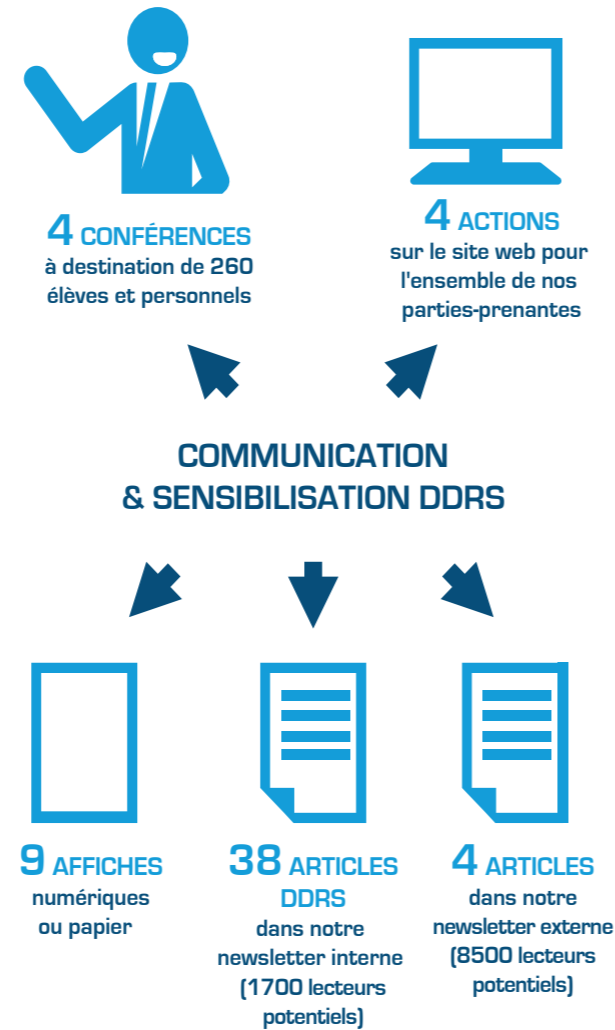 4 CONFÉRENCES
à destination de 260
élèves et personnels
4 ACTIONS
sur le site web pour
l'ensemble de nos
parties-prenantes
COMMUNICATION
& SENSIBILISATION DDRS
9 AFFICHES
numériques
ou papier
38 ARTICLES
DDRS
dans notre
newsletter interne
(1700 lecteurs
potentiels)
4 ARTICLES
dans notre
newsletter externe
(8500 lecteurs
potentiels)